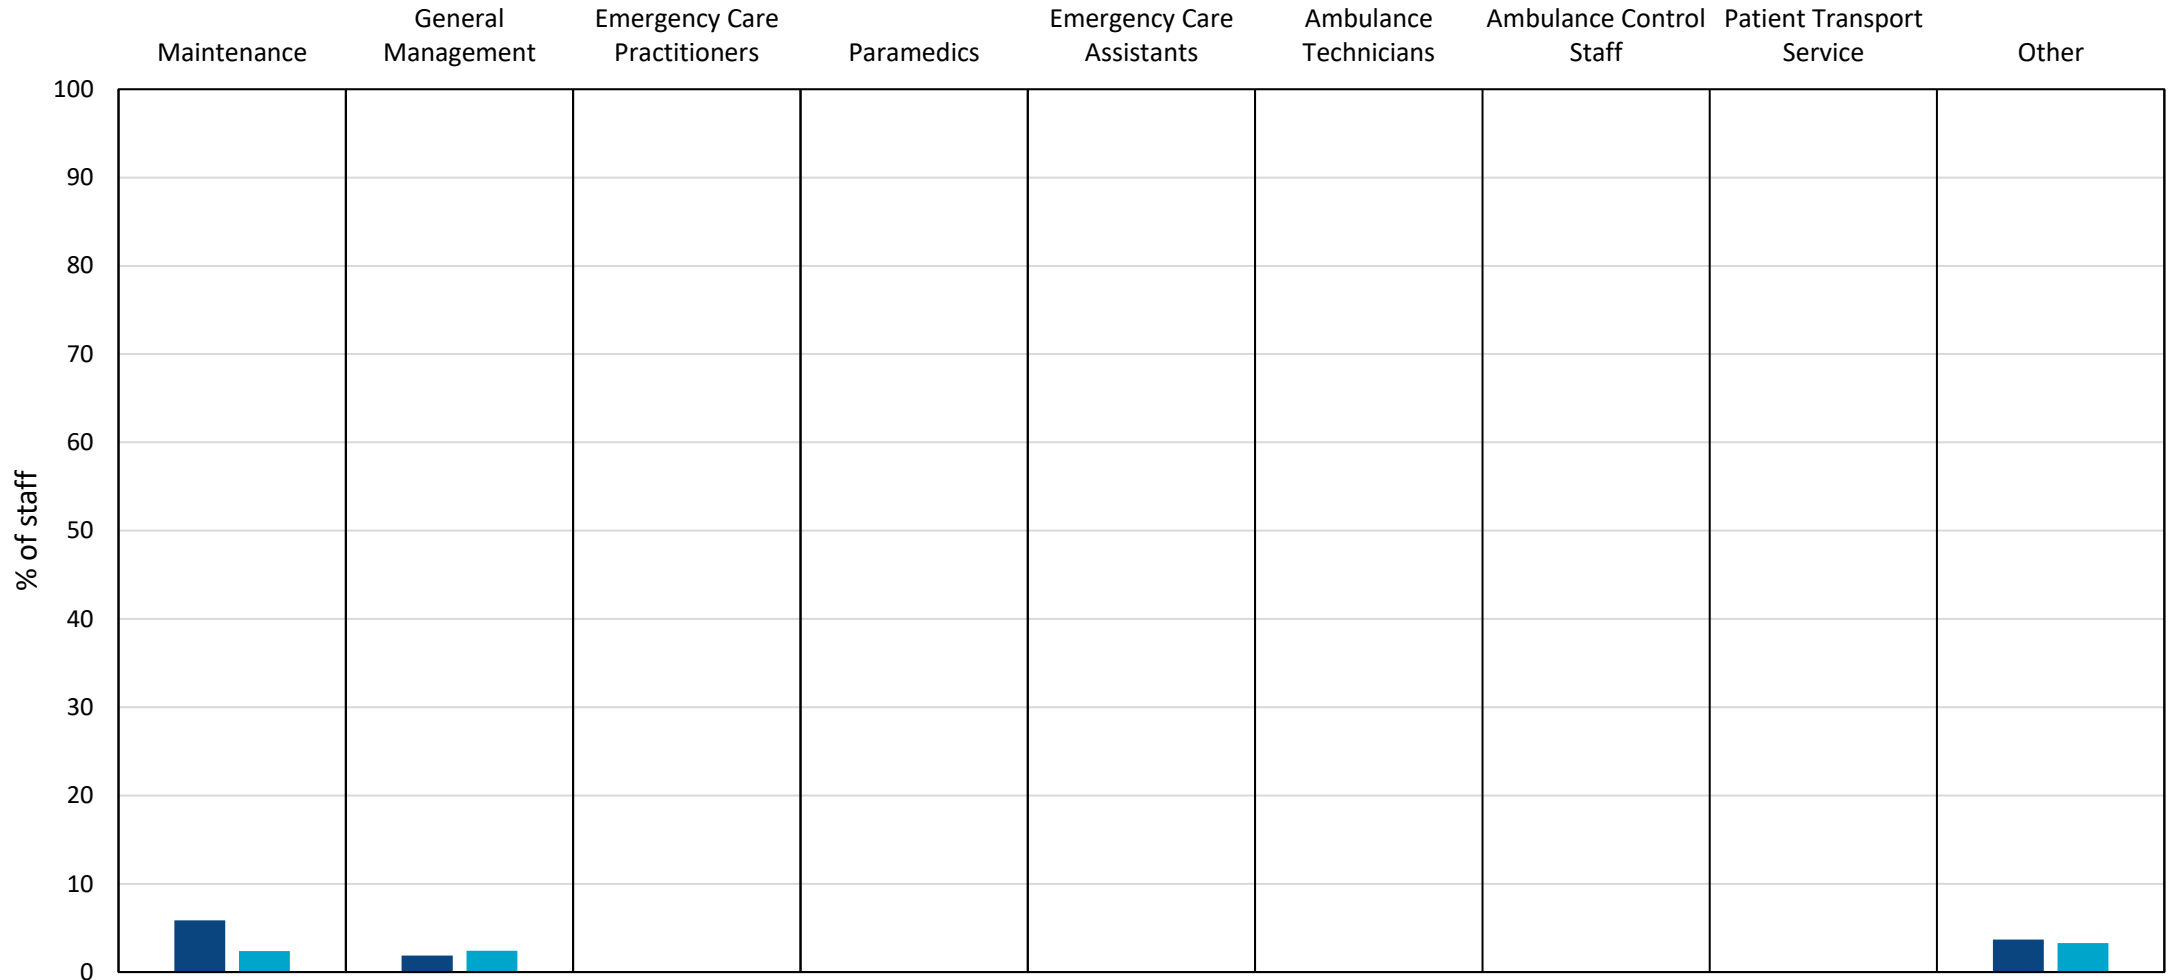 Maintenance
General
Management
Emergency Care
Practitioners
Paramedics
Emergency Care
Assistants
Ambulance
Technicians
Ambulance Control
Staff
Patient Transport
Service
Other
100
90
80
70
60
50
40
30
20
10
0
% of staff